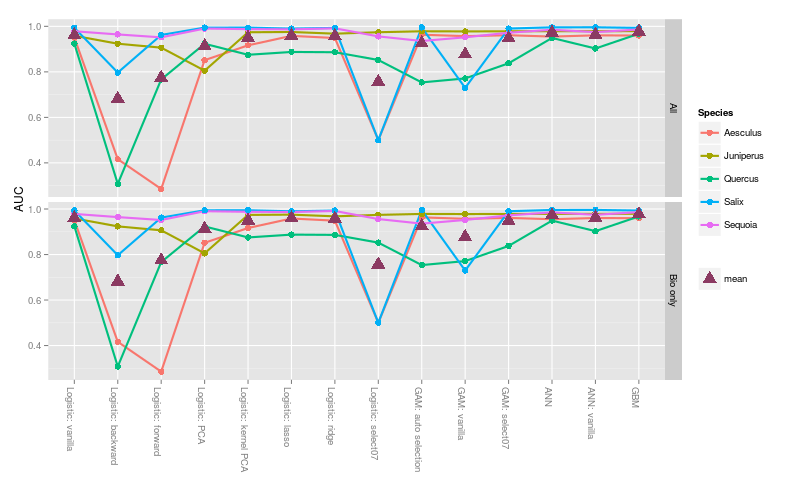 1.0
0.8
0.6
0.4
All
1.0
0.8
0.6
0.4
Bio only
AUC
Logistic: vanilla
Logistic: backward
Logistic: forward
Logistic: PCA
Logistic: kernel PCA
Logistic: lasso
Logistic: ridge
Logistic: select07
GAM: auto selection
GAM: vanilla
GAM: select07
ANN
ANN: vanilla
GBM
Species
Aesculus
Juniperus
Quercus
Salix
Sequoia
mean